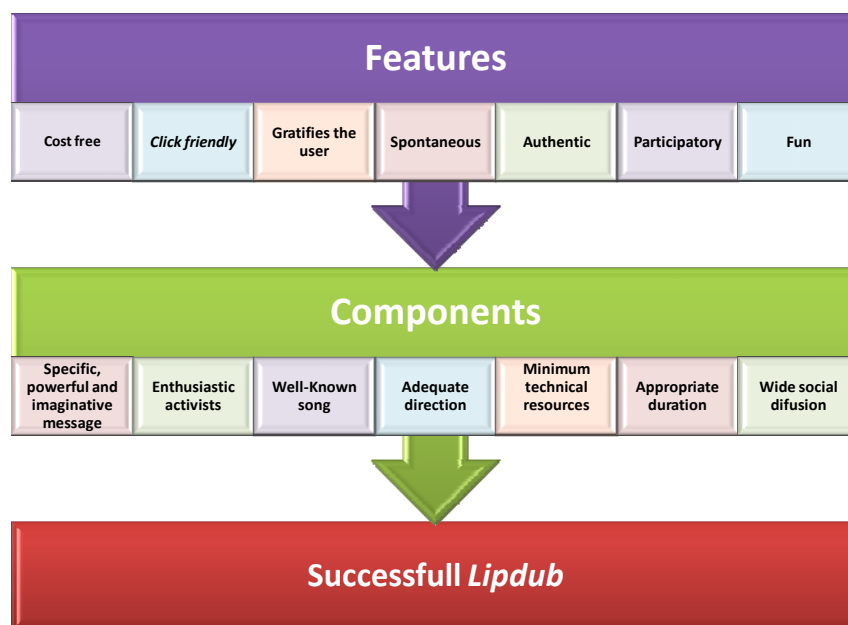 Features
Cost free
Click friendly
Gratifies the
user
Spontaneous
Authentic
Participatory
Fun
Components
Specific,
powerful and
imaginative
message
Enthusiastic
activists
Well-Known
song
Adequate
direction
Minimum
technical
resources
Appropriate
duration
Wide social
difusion
Successfull Lipdub